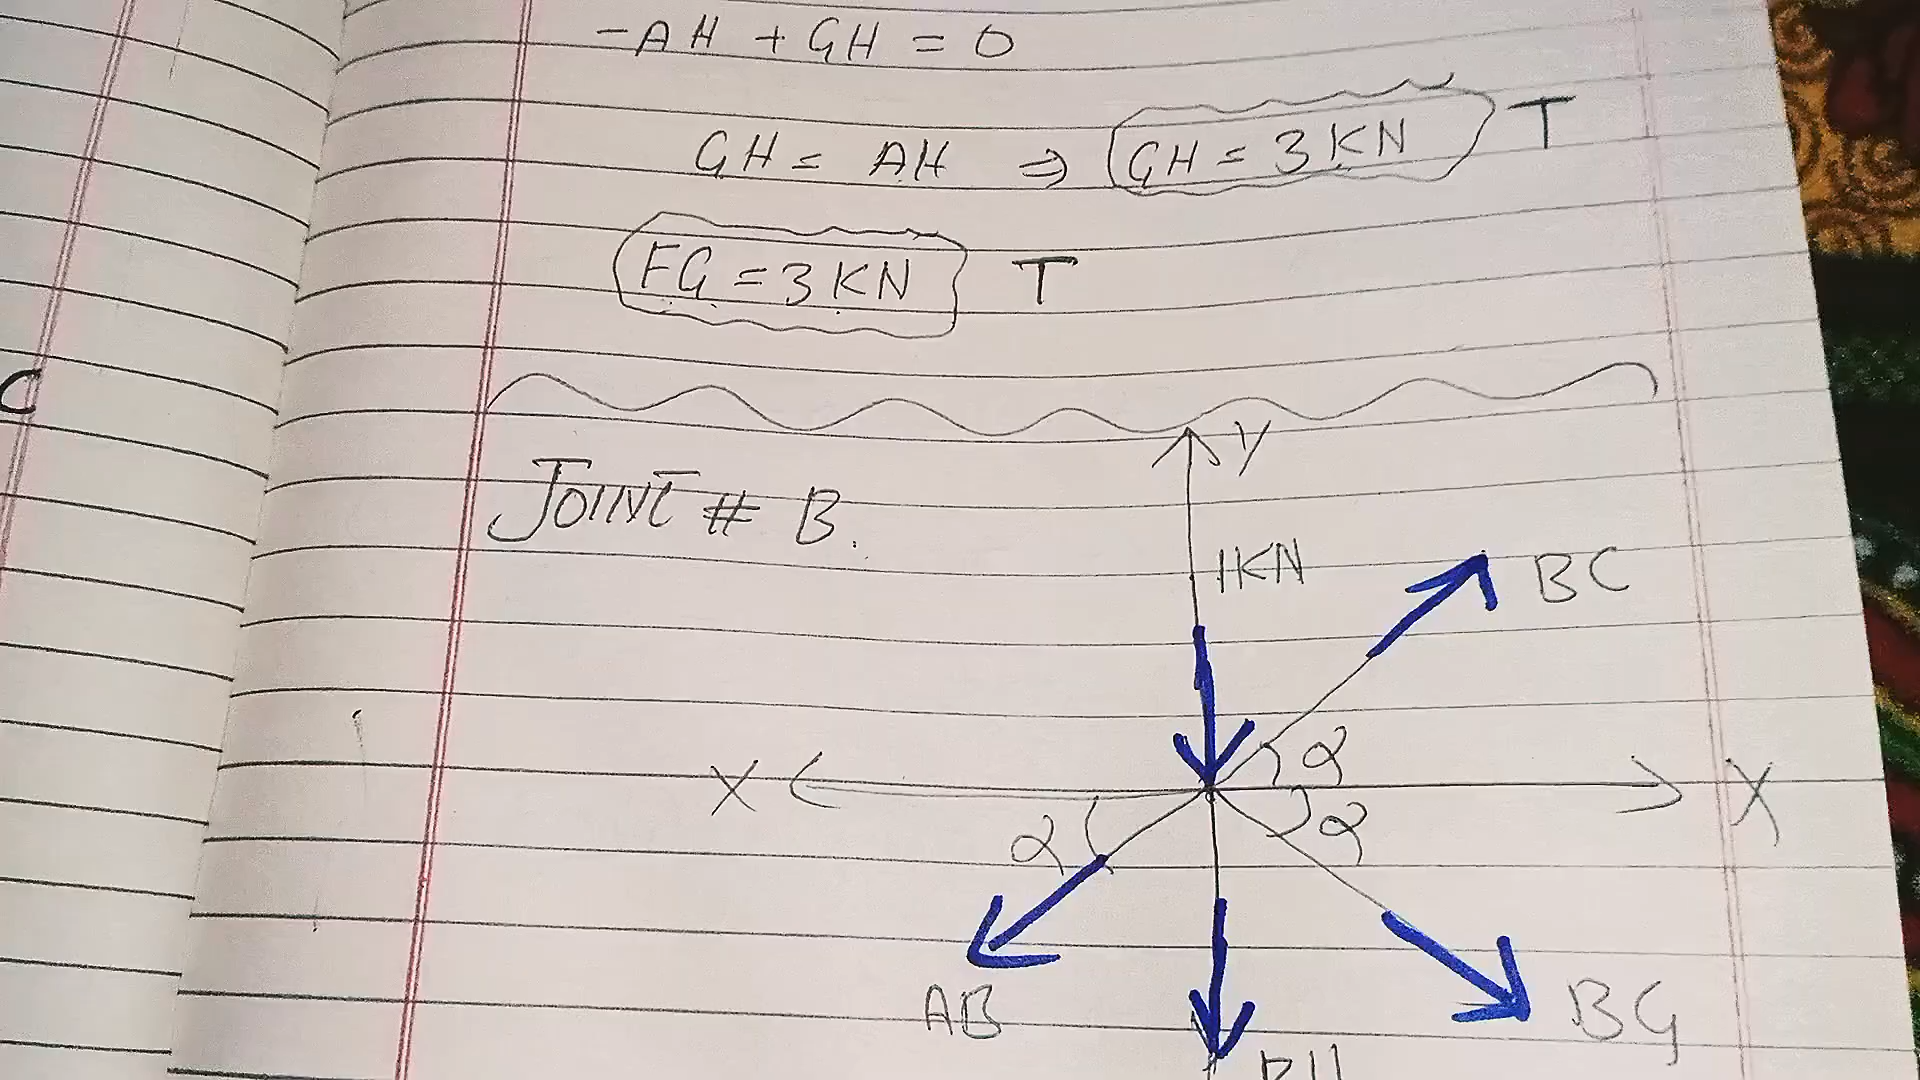 -AH + GH = 0
GH = AH ⇒ GH = 3KN T
FG = 3KN T
C
JOINT # B.
Y
1KN
BC
α
X
X
α
α
AB
BG